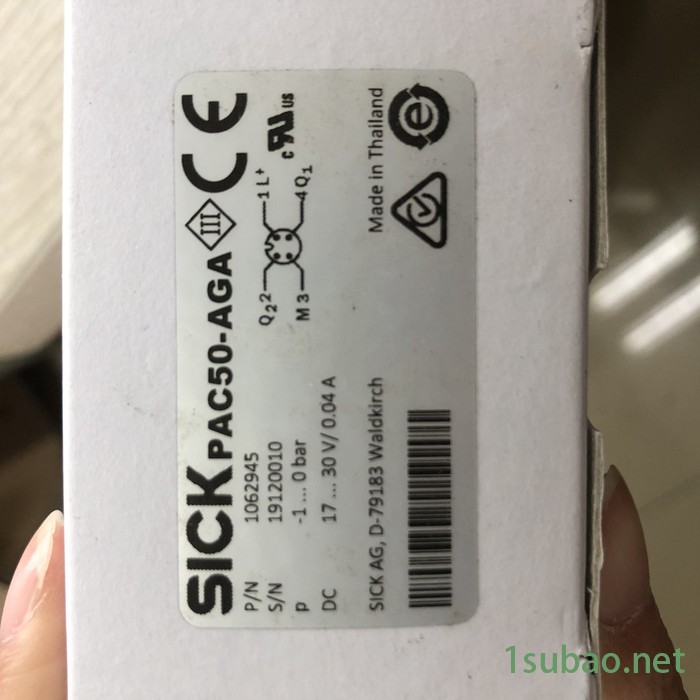 SICK
PAC50-AGA
III
CE
P/N 1062945
S/N 19120010
p -1 ... 0 bar
DC 17 ... 30 V/ 0.04 A
Q₂ 2
1 L⁺
M 3
4 Q₁
c US
SICK AG, D-79183 Waldkirch
Made in Thailand
e
1subao.net